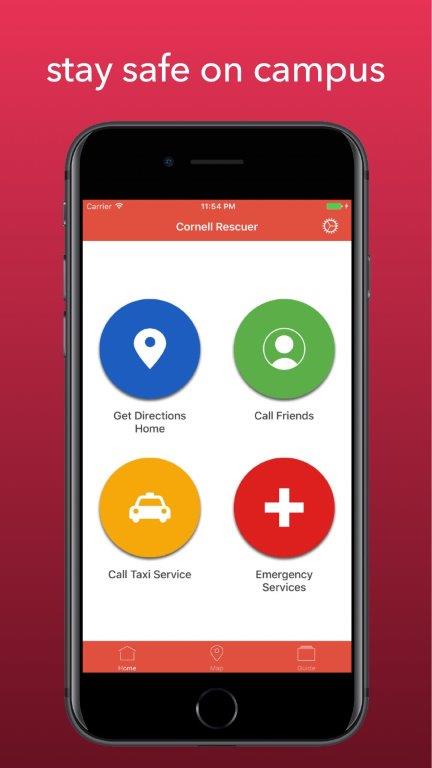 stay safe on campus
Carrier 11:54 PM
Cornell Rescuer
Get Directions
Home
Call Friends
Call Taxi Service
Emergency
Services
Home Map Guide